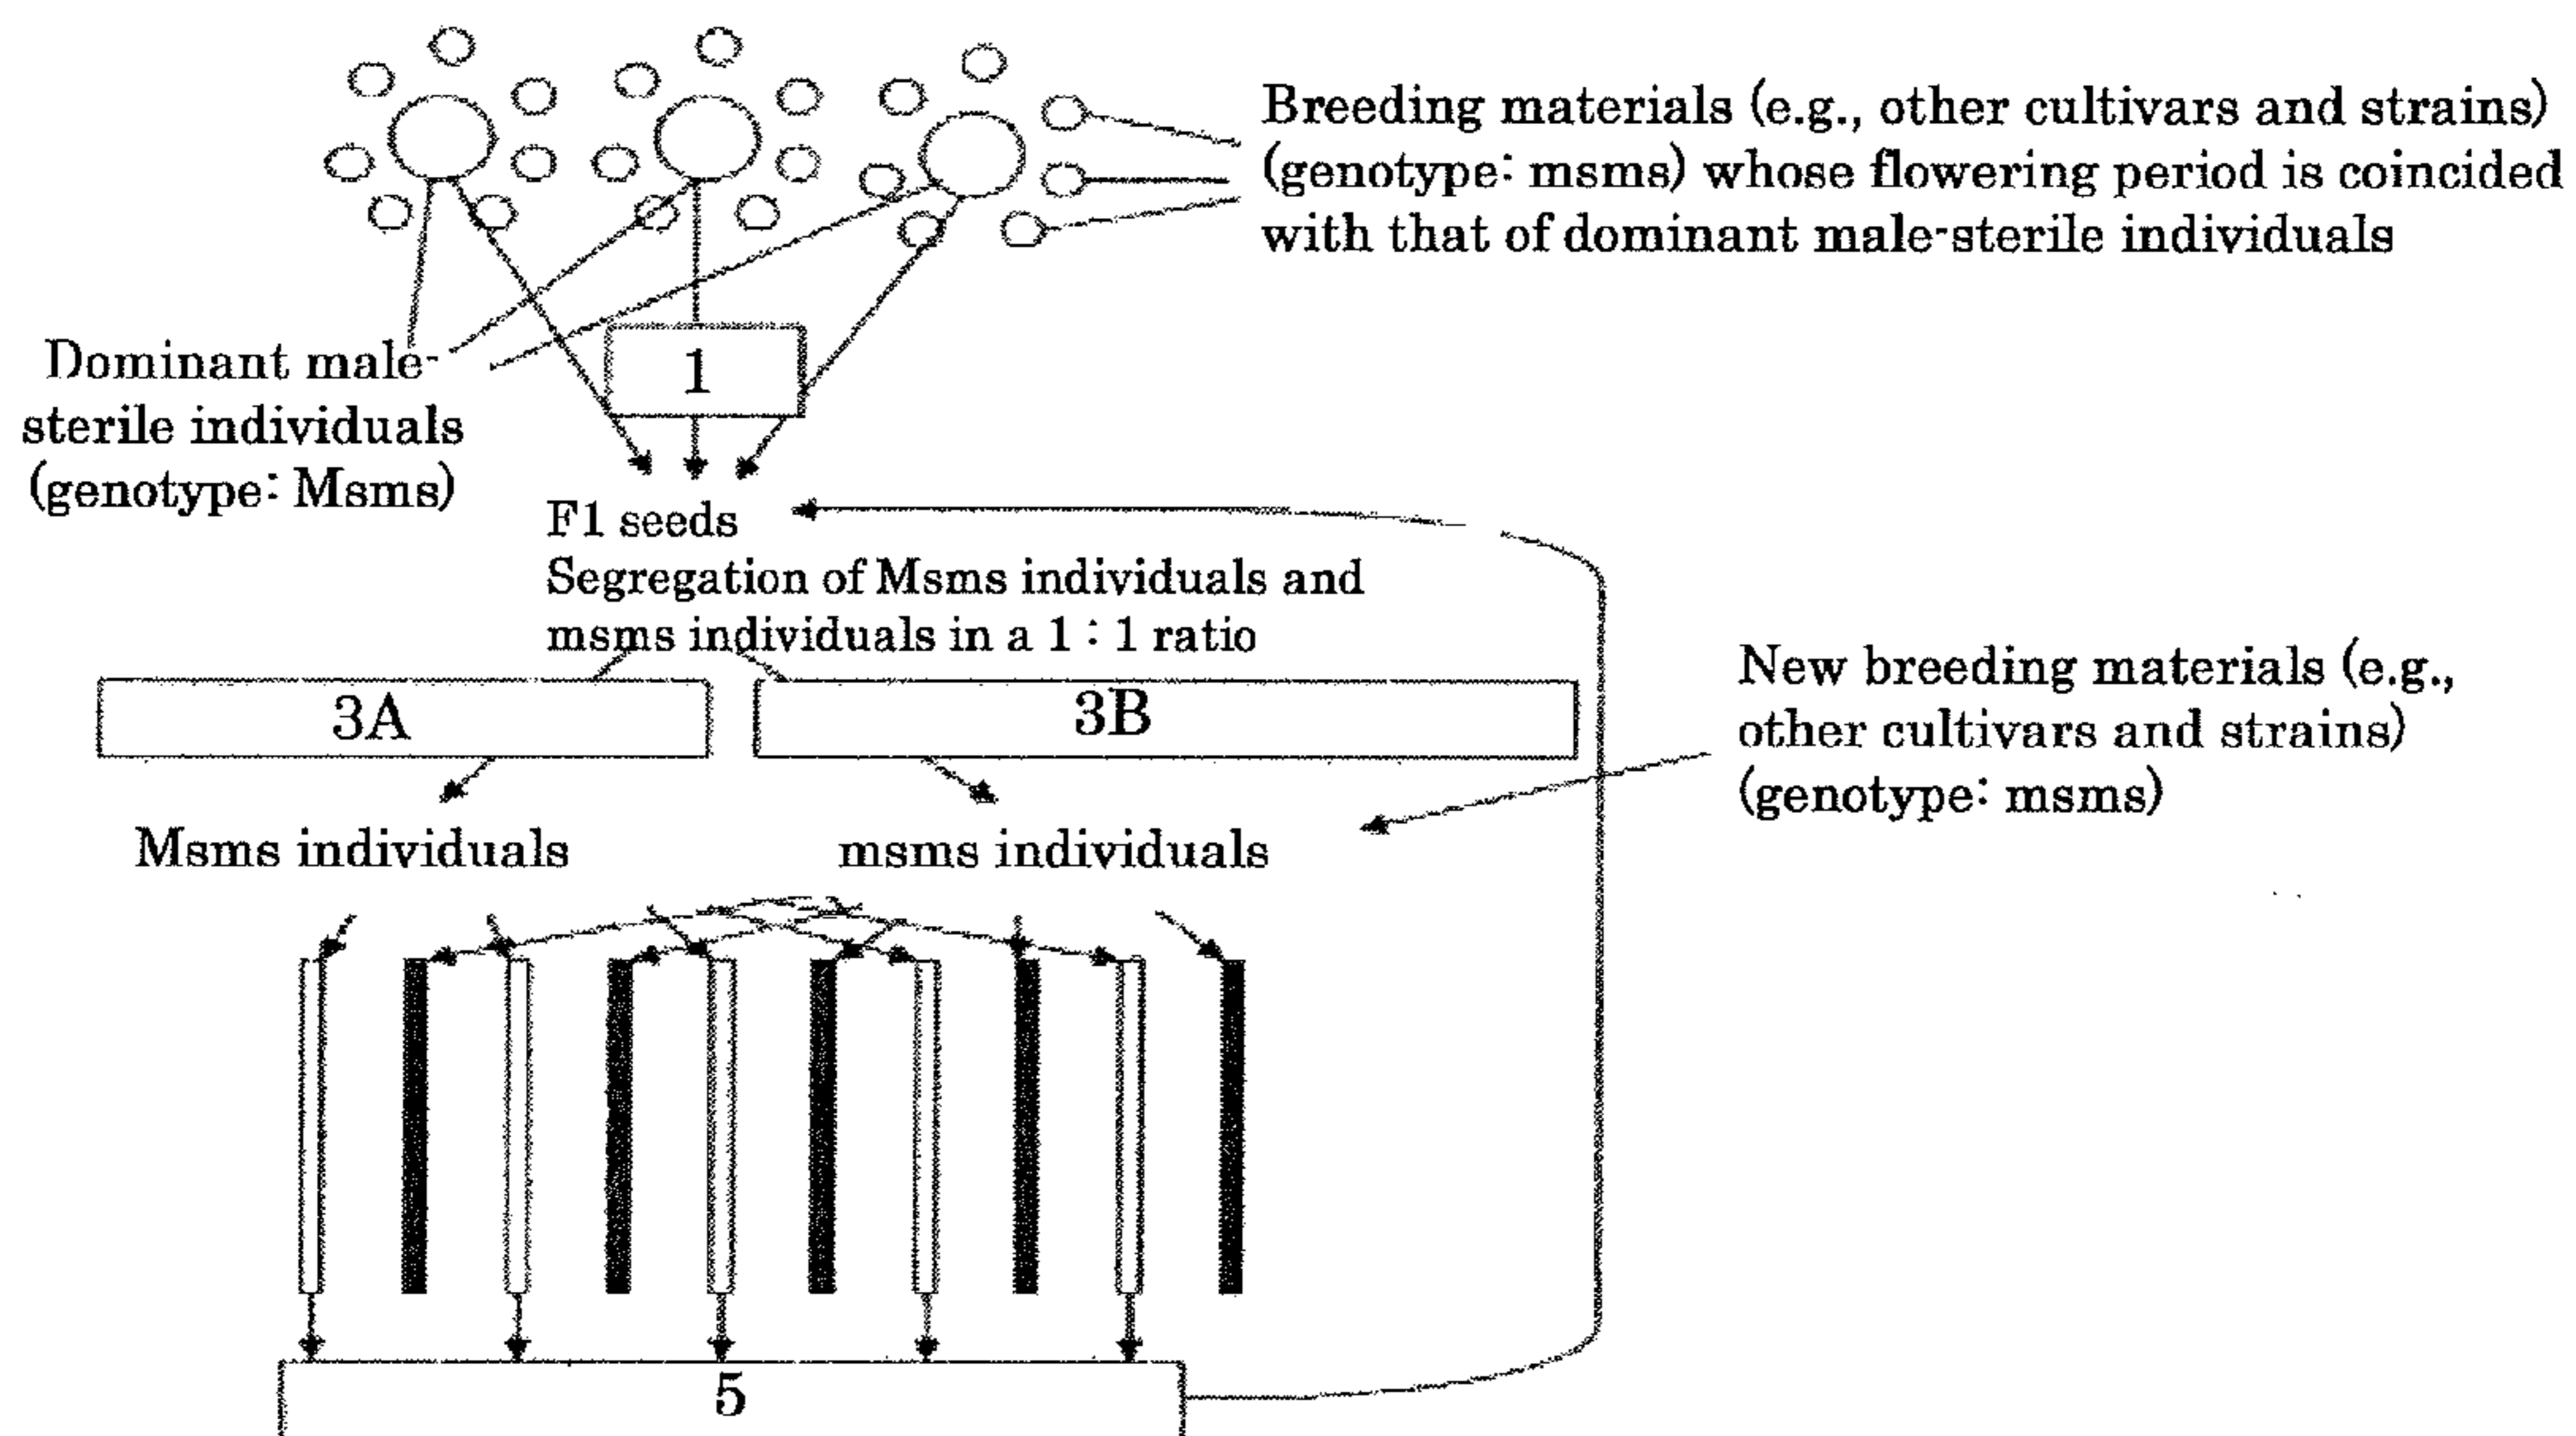 Breeding materials (e.g., other cultivars and strains)
(genotype: msms) whose flowering period is coincided
with that of dominant male-sterile individuals
Dominant male-
sterile individuals
(genotype: Msms)
1
F1 seeds
Segregation of Msms individuals and
msms individuals in a 1 : 1 ratio
3A
3B
New breeding materials (e.g.,
other cultivars and strains)
(genotype: msms)
Msms individuals
msms individuals
5